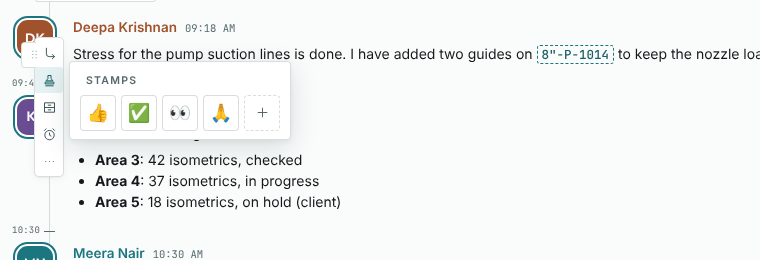 Deepa Krishnan 09:18 AM
DK
Stress for the pump suction lines is done. I have added two guides on 8"-P-1014 to keep the nozzle
STAMPS
Area 3: 42 isometrics, checked
Area 4: 37 isometrics, in progress
Area 5: 18 isometrics, on hold (client)
10:30
Meera Nair 10:30 AM